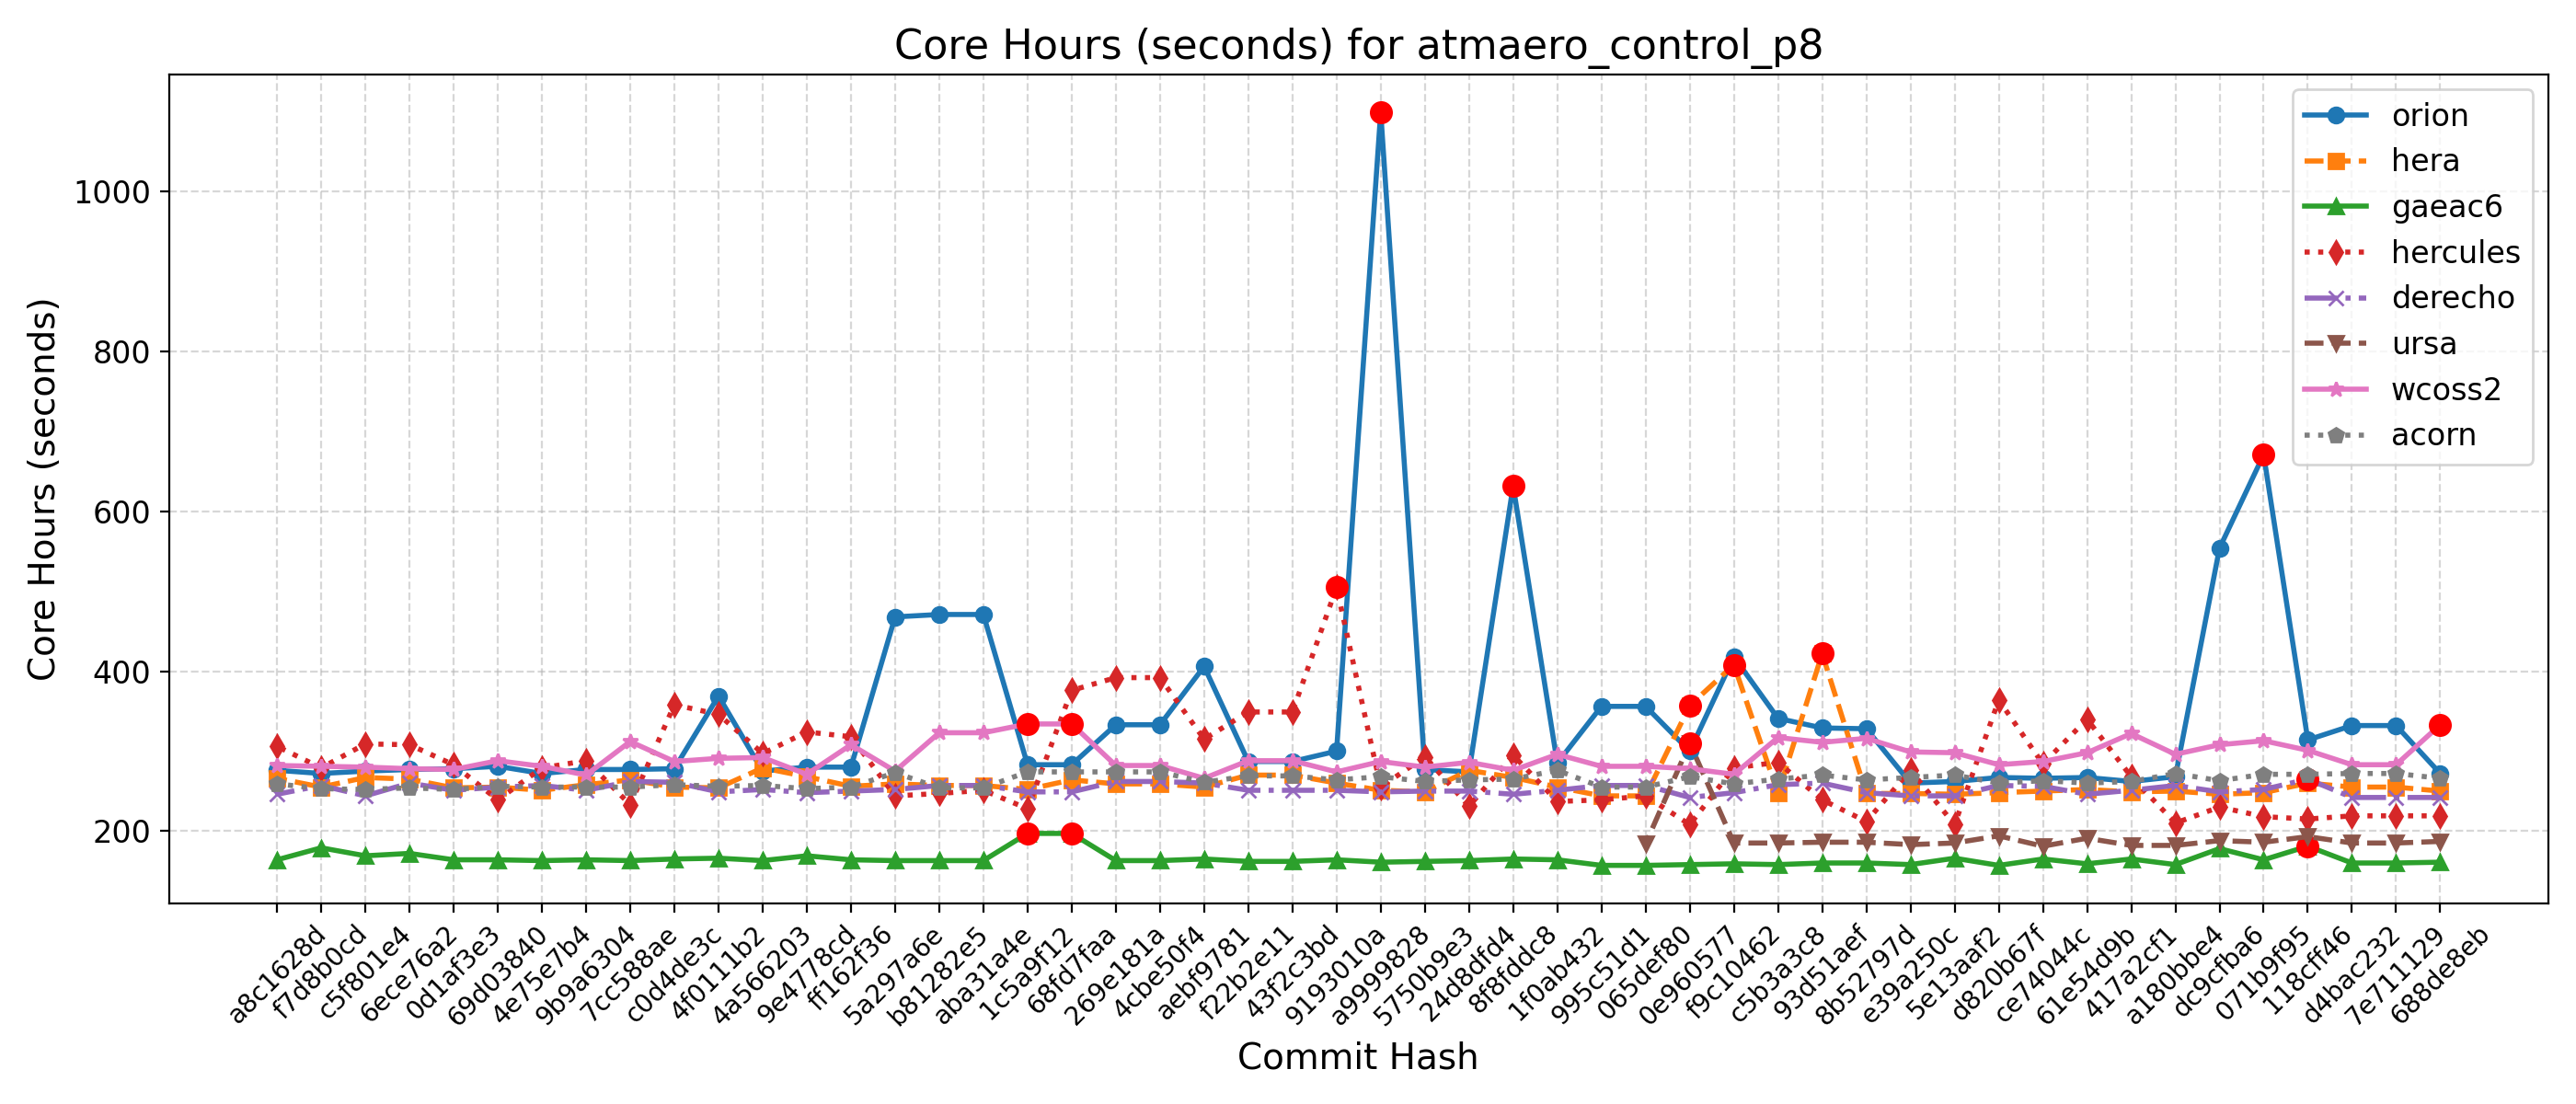 Core Hours (seconds) for atmaero_control_p8
Core Hours (seconds)
1000
800
600
400
200
orion
hera
gaeac6
hercules
derecho
ursa
wcoss2
acorn
a8c1628d
f7d8b0cd
c5f801e4
6ece76a2
0d1af3e3
69d03840
4e75e7b4
9b9a6304
7cc588ae
c0d4de3c
4f0111b2
4a566203
9e4778cd
ff162f36
5a297a6e
b81282e5
aba31a4e
1c5a9f12
68fd7faa
269e181a
4cbe50f4
aebf9781
f22b2e11
43f2c3bd
9193010a
a9999828
5750b9e3
24d8dfd4
8f8fddc8
1f0ab432
995c51d1
065def80
0e960577
f9c10462
c5b3a3c8
93d51aef
8b52797d
e39a250c
5e13aaf2
d820b67f
ce74044c
61e54d9b
417a2cf1
a180bbe4
dc9cfba6
071b9f95
118cff46
d4bac232
7e711129
688de8eb
Commit Hash